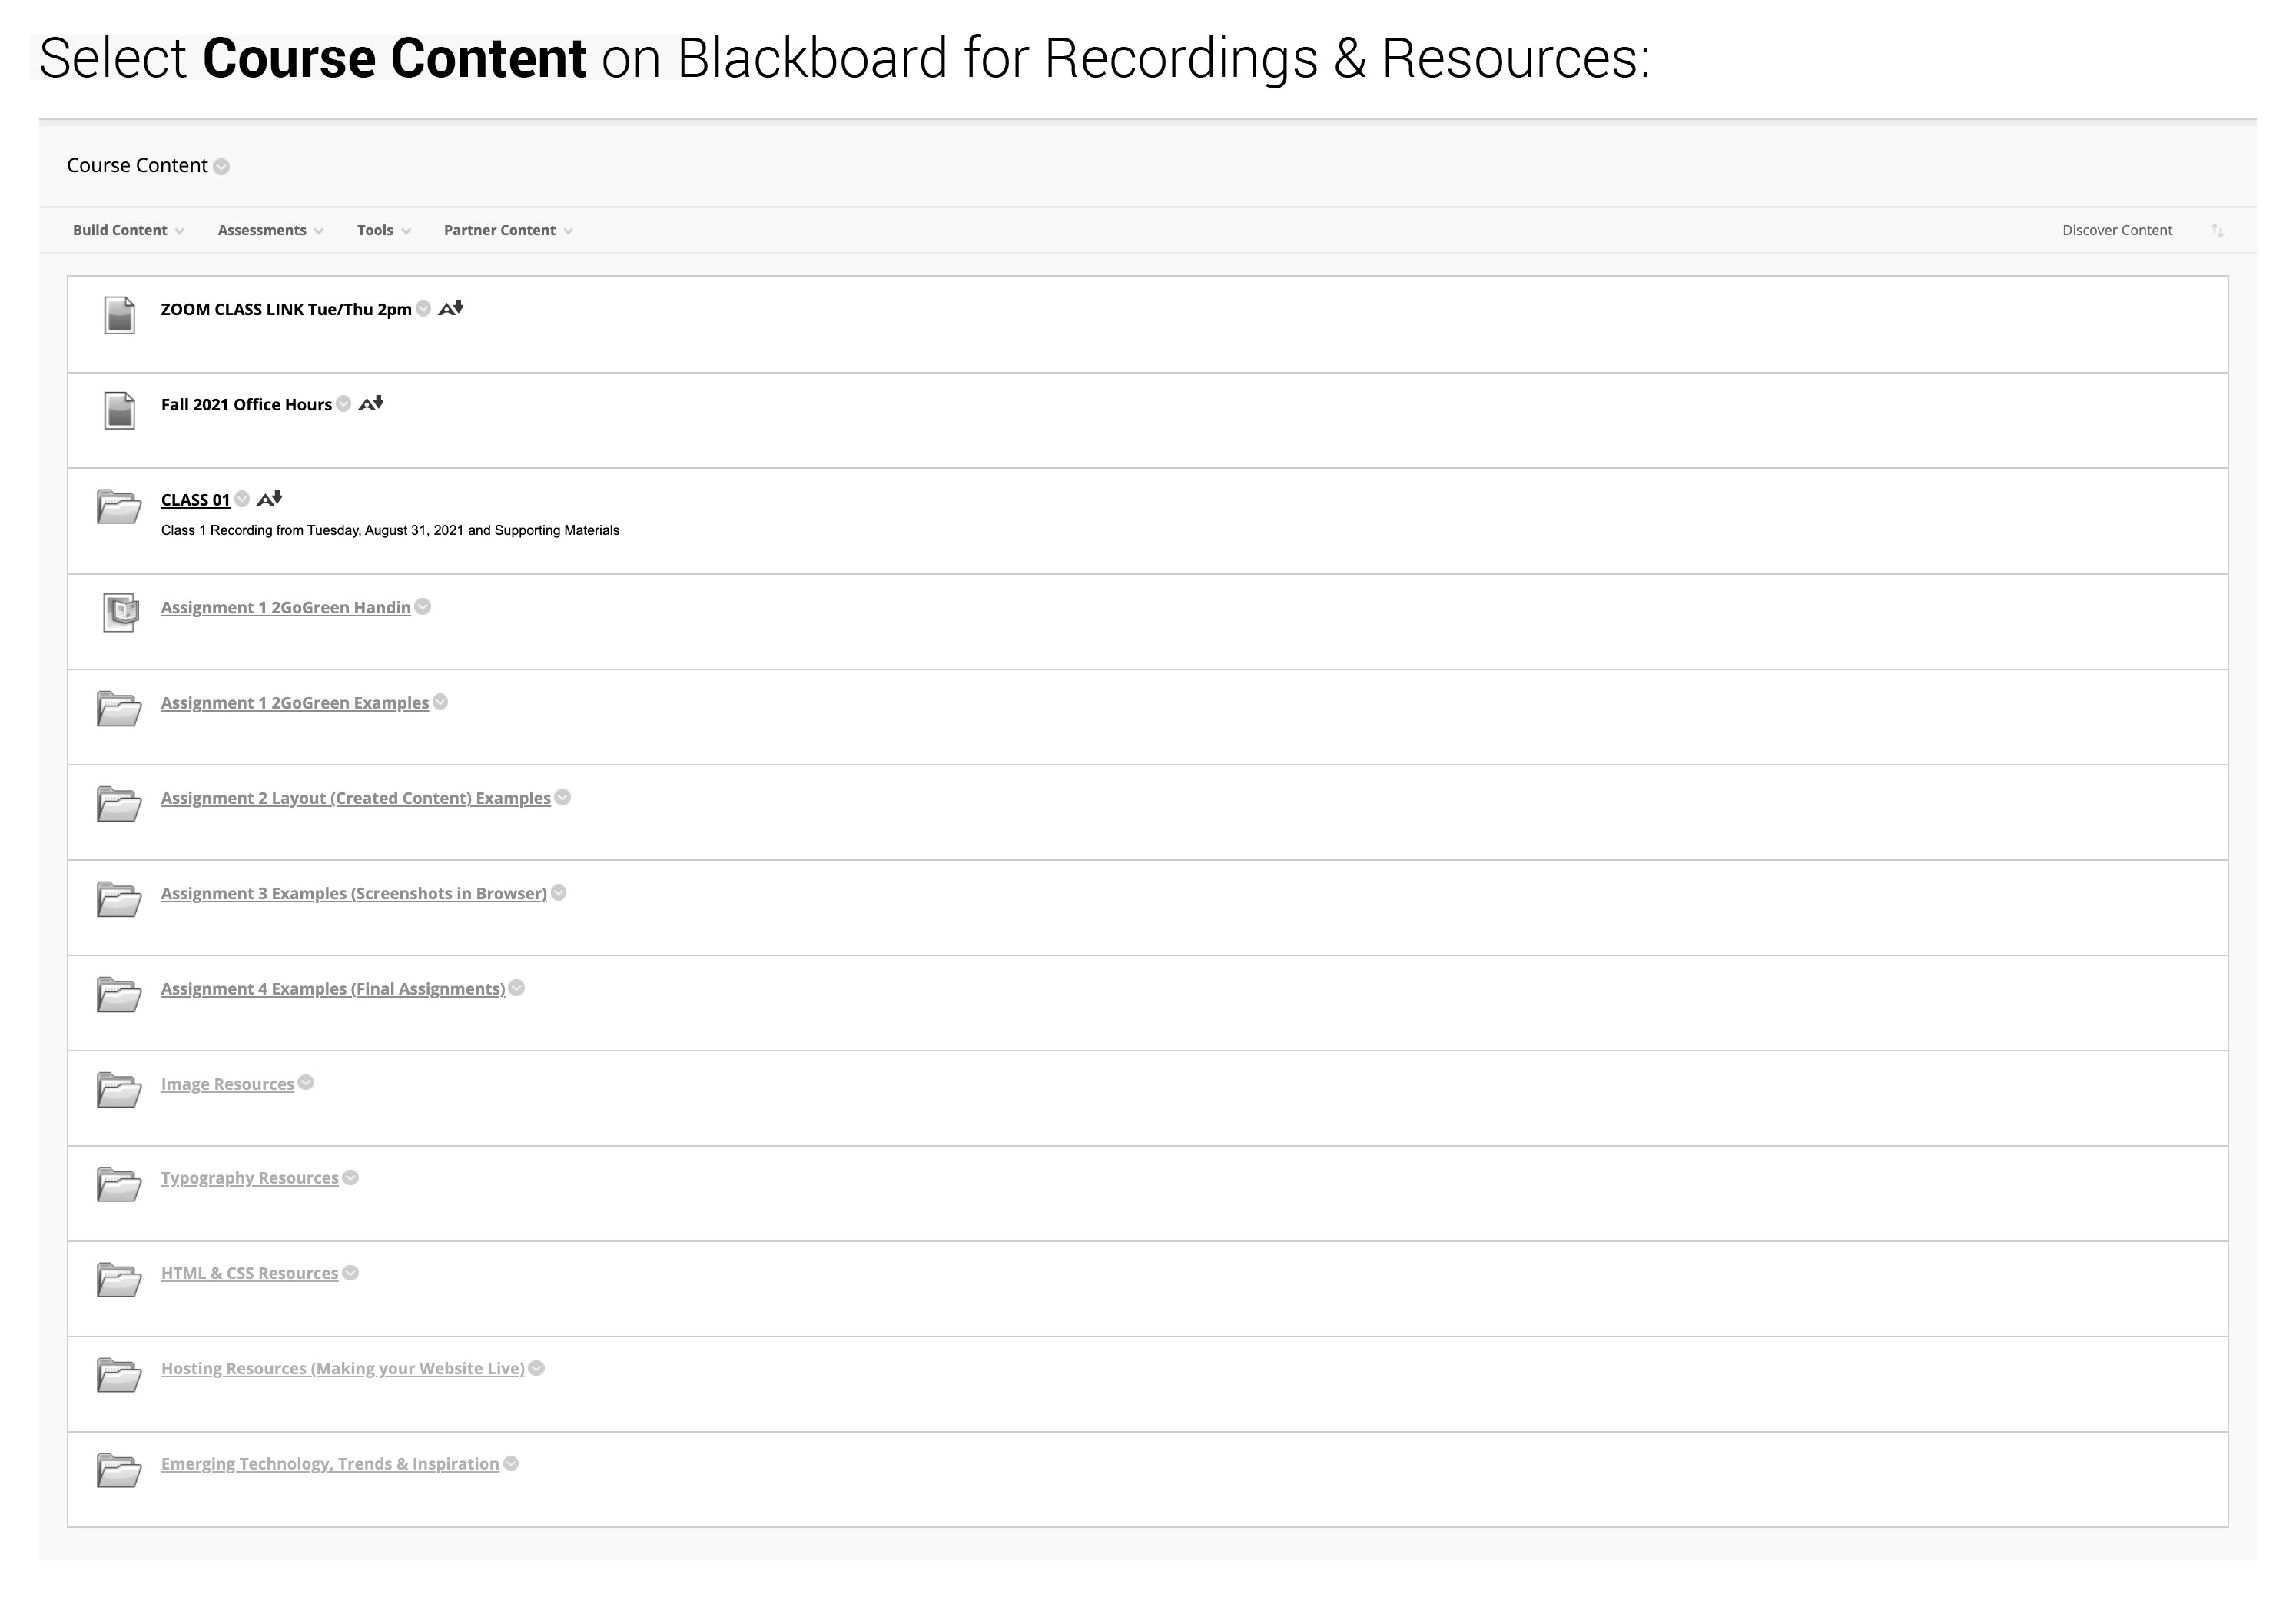 Select Course Content on Blackboard for Recordings & Resources:
Course Content
Build Content Assessments Tools Partner Content Discover Content
ZOOM CLASS LINK Tue/Thu 2pm
Fall 2021 Office Hours
CLASS 01
Class 1 Recording from Tuesday, August 31, 2021 and Supporting Materials
Assignment 1 2GoGreen Handin
Assignment 1 2GoGreen Examples
Assignment 2 Layout (Created Content) Examples
Assignment 3 Examples (Screenshots in Browser)
Assignment 4 Examples (Final Assignments)
Image Resources
Typography Resources
HTML & CSS Resources
Hosting Resources (Making your Website Live)
Emerging Technology, Trends & Inspiration